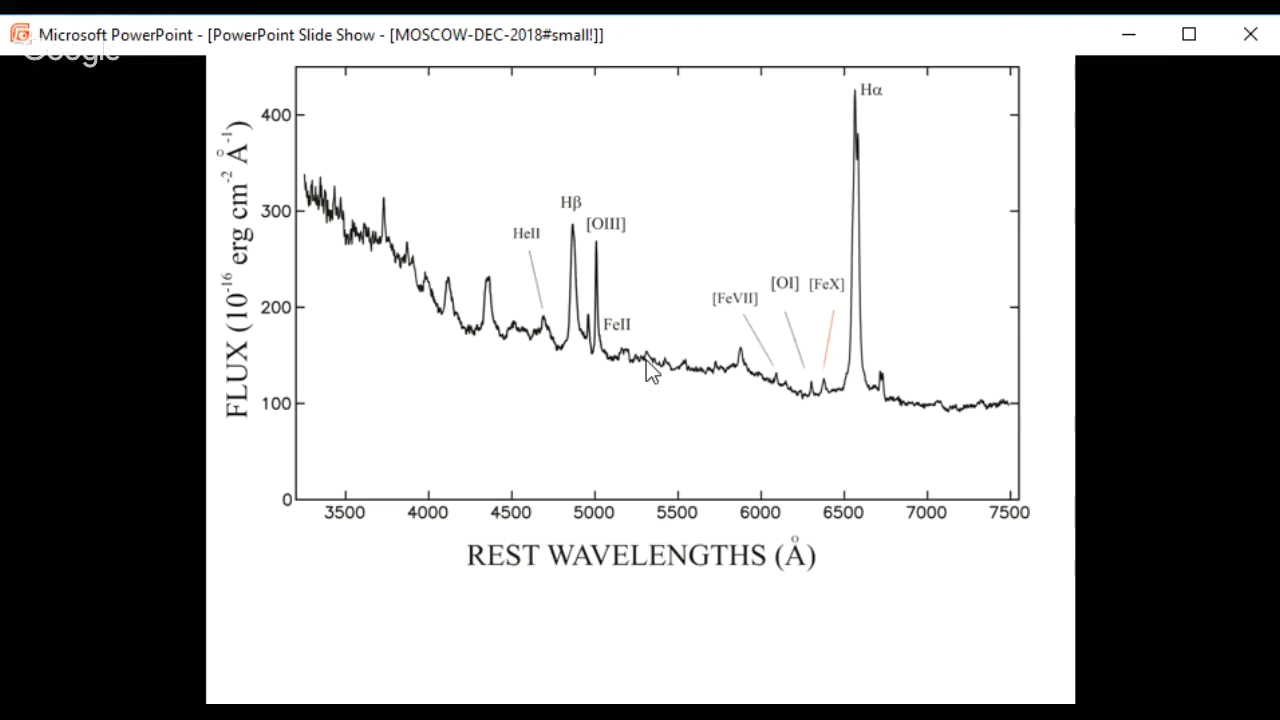 Microsoft PowerPoint - [PowerPoint Slide Show - [MOSCOW-DEC-2018#small!]]
Google
Hα
400
Hβ
300
[OIII]
HeII
[OI] [FeX]
[FeVII]
200
FeII
100
0
FLUX (10⁻¹⁶ erg cm⁻² Å⁻¹)
3500 4000 4500 5000 5500 6000 6500 7000 7500
REST WAVELENGTHS (Å)